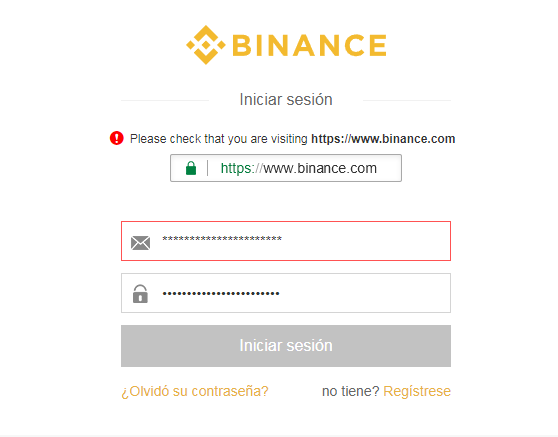 BINANCE
Iniciar sesión
Please check that you are visiting https://www.binance.com
https://www.binance.com
**********************
••••••••••••••••••••••••
Iniciar sesión
¿Olvidó su contraseña? no tiene? Regístrese